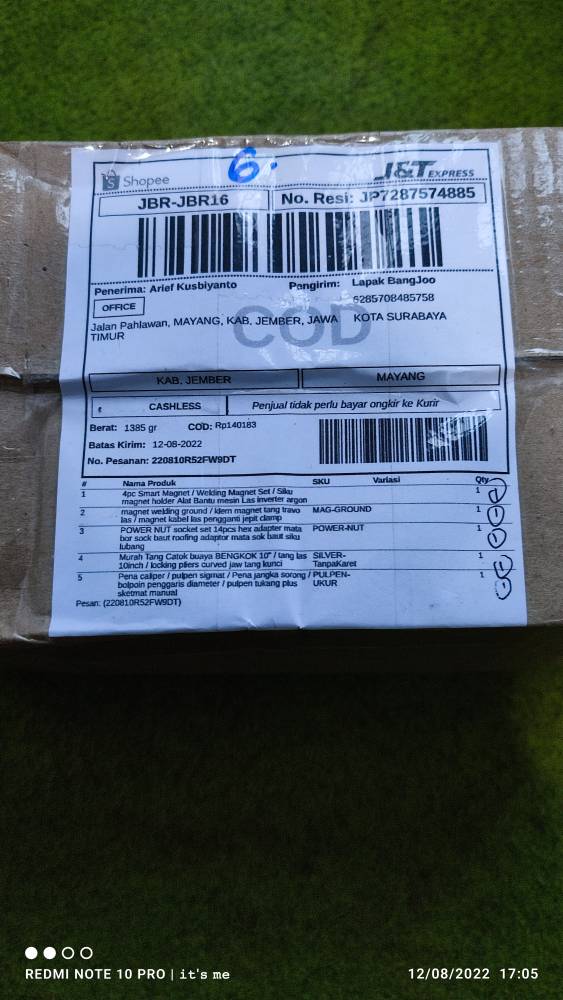 6.
Shopee
J&T EXPRESS
JBR-JBR16
No. Resi: JP7287574885
Penerima: Arief Kusbiyanto
Pengirim: Lapak BangJoo
6285708485758
OFFICE
Jalan Pahlawan, MAYANG, KAB. JEMBER, JAWA TIMUR
KOTA SURABAYA
COD
KAB. JEMBER
MAYANG
CASHLESS
Penjual tidak perlu bayar ongkir ke Kurir
Berat: 1385 gr
COD: Rp140183
Batas Kirim: 12-08-2022
No. Pesanan: 220810R52FW9DT
# Nama Produk SKU Variasi Qty
1 4pc Smart Magnet / Welding Magnet Set / Siku 1 1
magnet holder Alat Bantu mesin Las inverter argon
2 magnet welding ground / klem magnet tang travo MAG-GROUND 1 1
las / magnet kabel las pengganti jepit clamp
3 POWER NUT socket set 14pcs hex adapter mata POWER-NUT 1 1
bor sock baut roofing adaptor mata sok baut siku
lubang
4 Murah Tang Catok buaya BENGKOK 10" / tang las SILVER- 1 1
10inch / locking pliers curved jaw tang kunci TanpaKaret
5 Pena caliper / pulpen sigmat / Pena jangka sorong / PULPEN- 1 1
bolpoin penggaris diameter / pulpen tukang plus UKUR
sketmat manual
Pesan: (220810R52FW9DT)
REDMI NOTE 10 PRO | it's me
12/08/2022 17:05